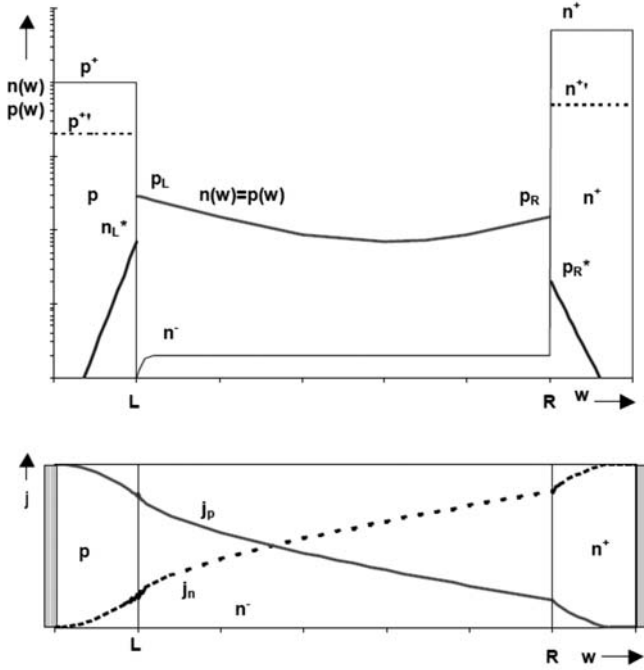 n⁺
p⁺
n(w)
p(w)
n⁺'
p⁺'
p_L
n(w)=p(w)
p_R
p
n⁺
n_L*
p_R*
n⁻
L
R
w
j
j_p
p
n⁺
j_n
n⁻
L
R
w